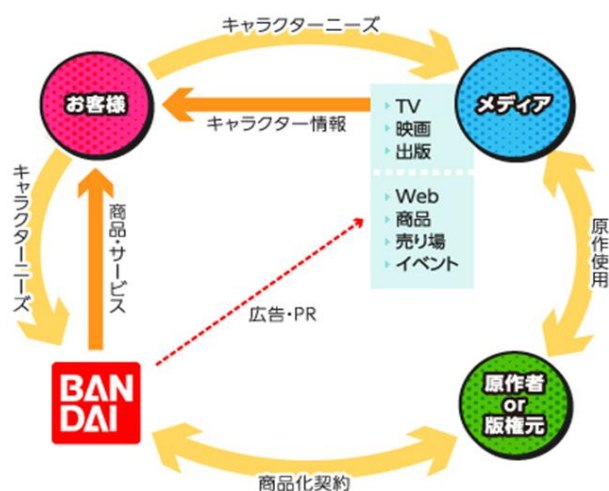 キャラクターニーズ
お客様
メディア
キャラクター情報
TV
映画
出版
Web
商品
売り場
イベント
キャラクターニーズ
商品・サービス
原作使用
広告・PR
BAN
DAI
原作者
or
版権元
商品化契約